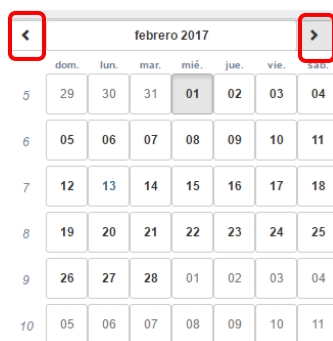 febrero 2017
dom. lun. mar. mié. jue. vie. sáb.
5 29 30 31 01 02 03 04
6 05 06 07 08 09 10 11
7 12 13 14 15 16 17 18
8 19 20 21 22 23 24 25
9 26 27 28 01 02 03 04
10 05 06 07 08 09 10 11